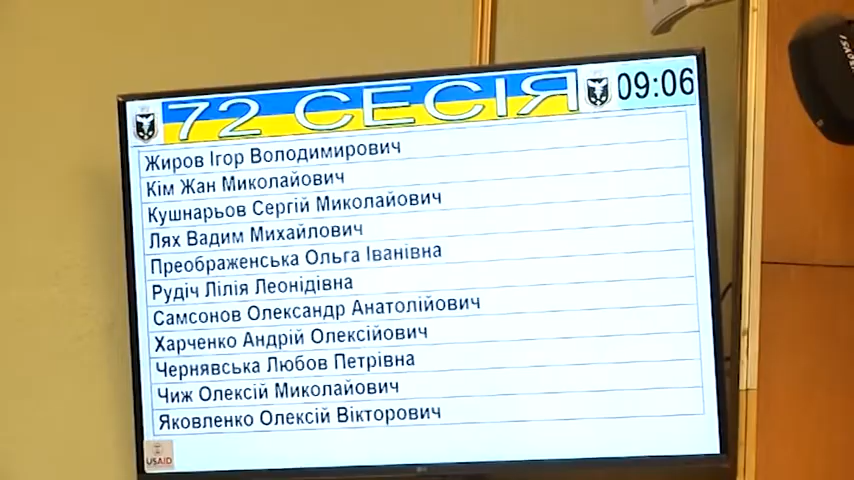 72 СЕСІЯ
09:06
Жиров Ігор Володимирович
Кім Жан Миколайович
Кушнарьов Сергій Миколайович
Лях Вадим Михайлович
Преображенська Ольга Іванівна
Рудіч Лілія Леонідівна
Самсонов Олександр Анатолійович
Харченко Андрій Олексійович
Чернявська Любов Петрівна
Чиж Олексій Миколайович
Яковленко Олексій Вікторович
USAID
LG